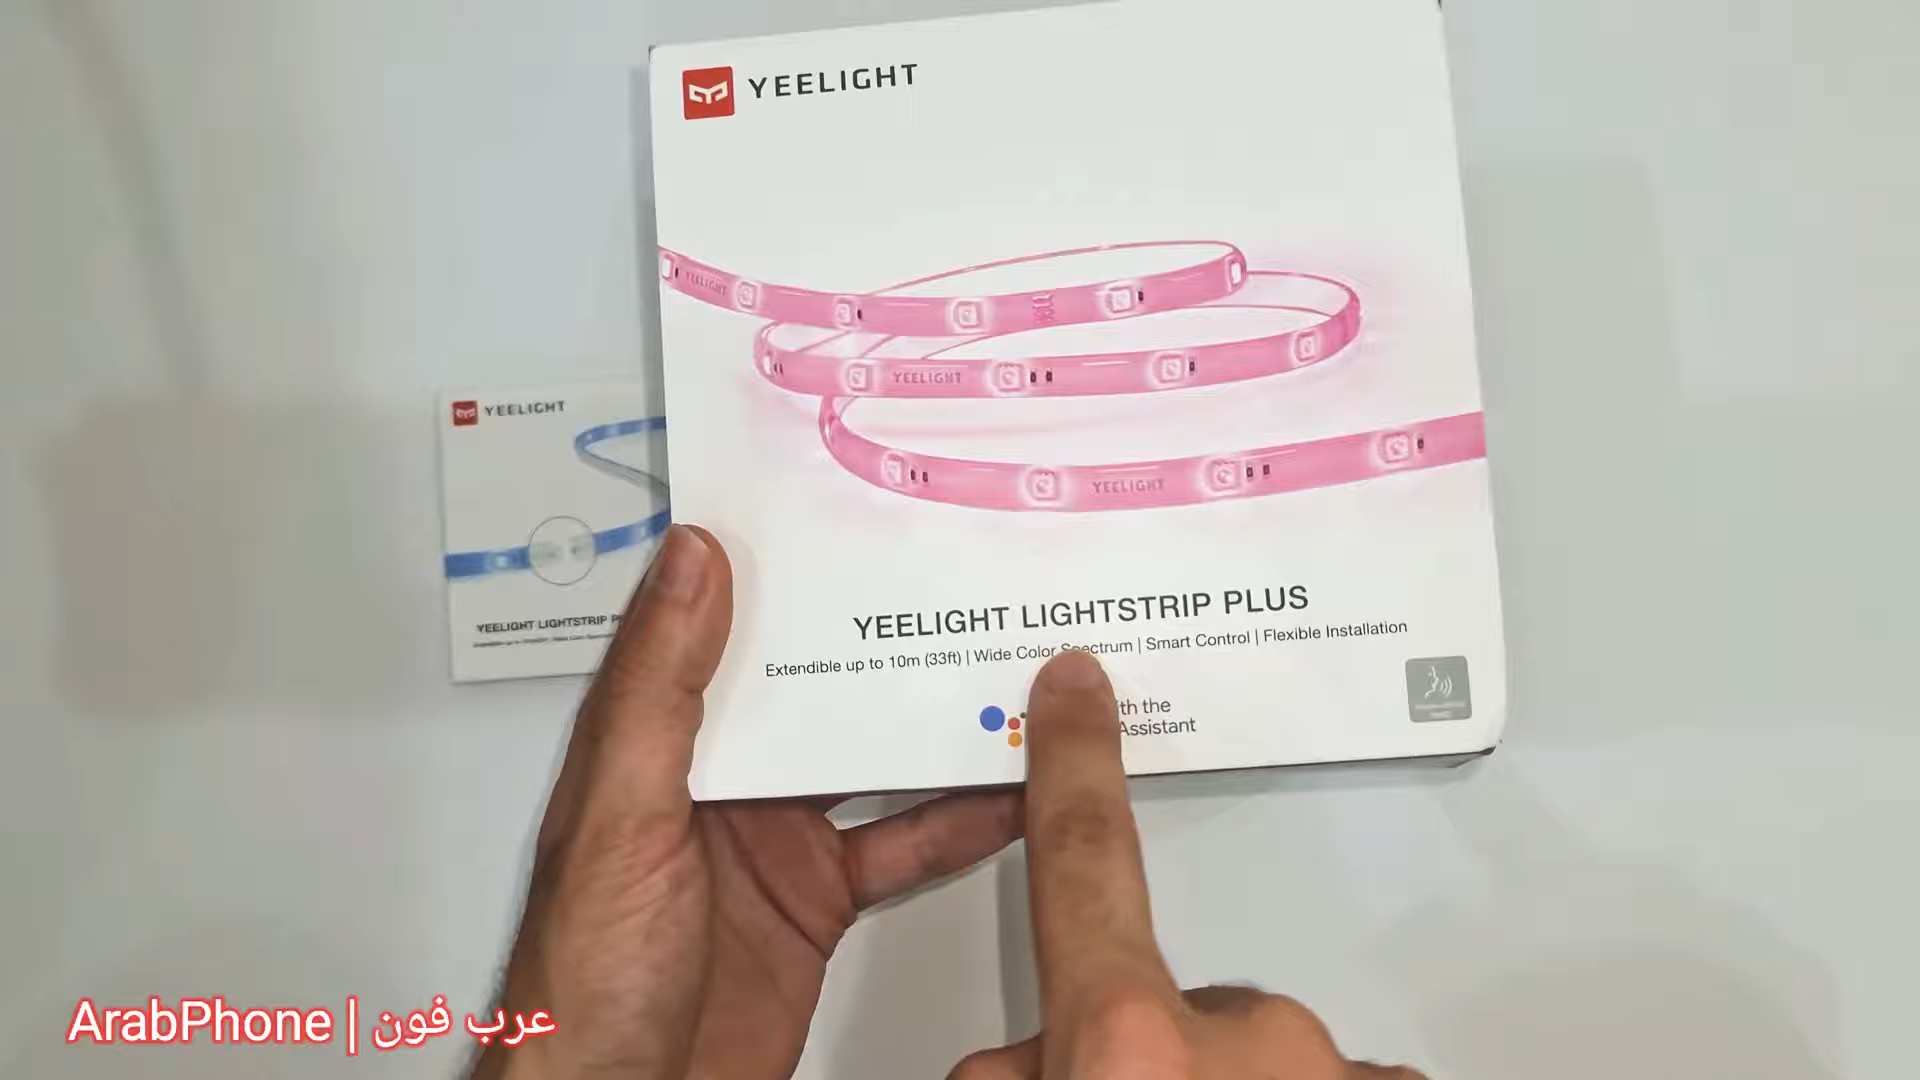 YEELIGHT
YEELIGHT
YEELIGHT
YEELIGHT
YEELIGHT LIGHTSTRIP PLUS
Extendible up to 10m (33ft) | Wide Color Spectrum | Smart Control | Flexible Installation
th the
Assistant
YEELIGHT
YEELIGHT LIGHTSTRIP
ArabPhone | عرب فون